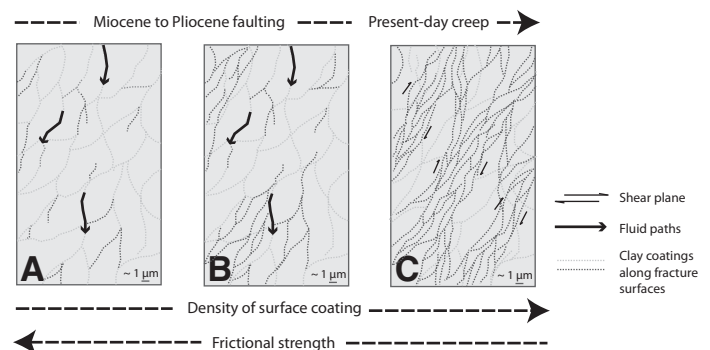 Miocene to Pliocene faulting
Present-day creep
A
~ 1 μm
B
~ 1 μm
C
~ 1 μm
Shear plane
Fluid paths
Clay coatings
along fracture
surfaces
Density of surface coating
Frictional strength